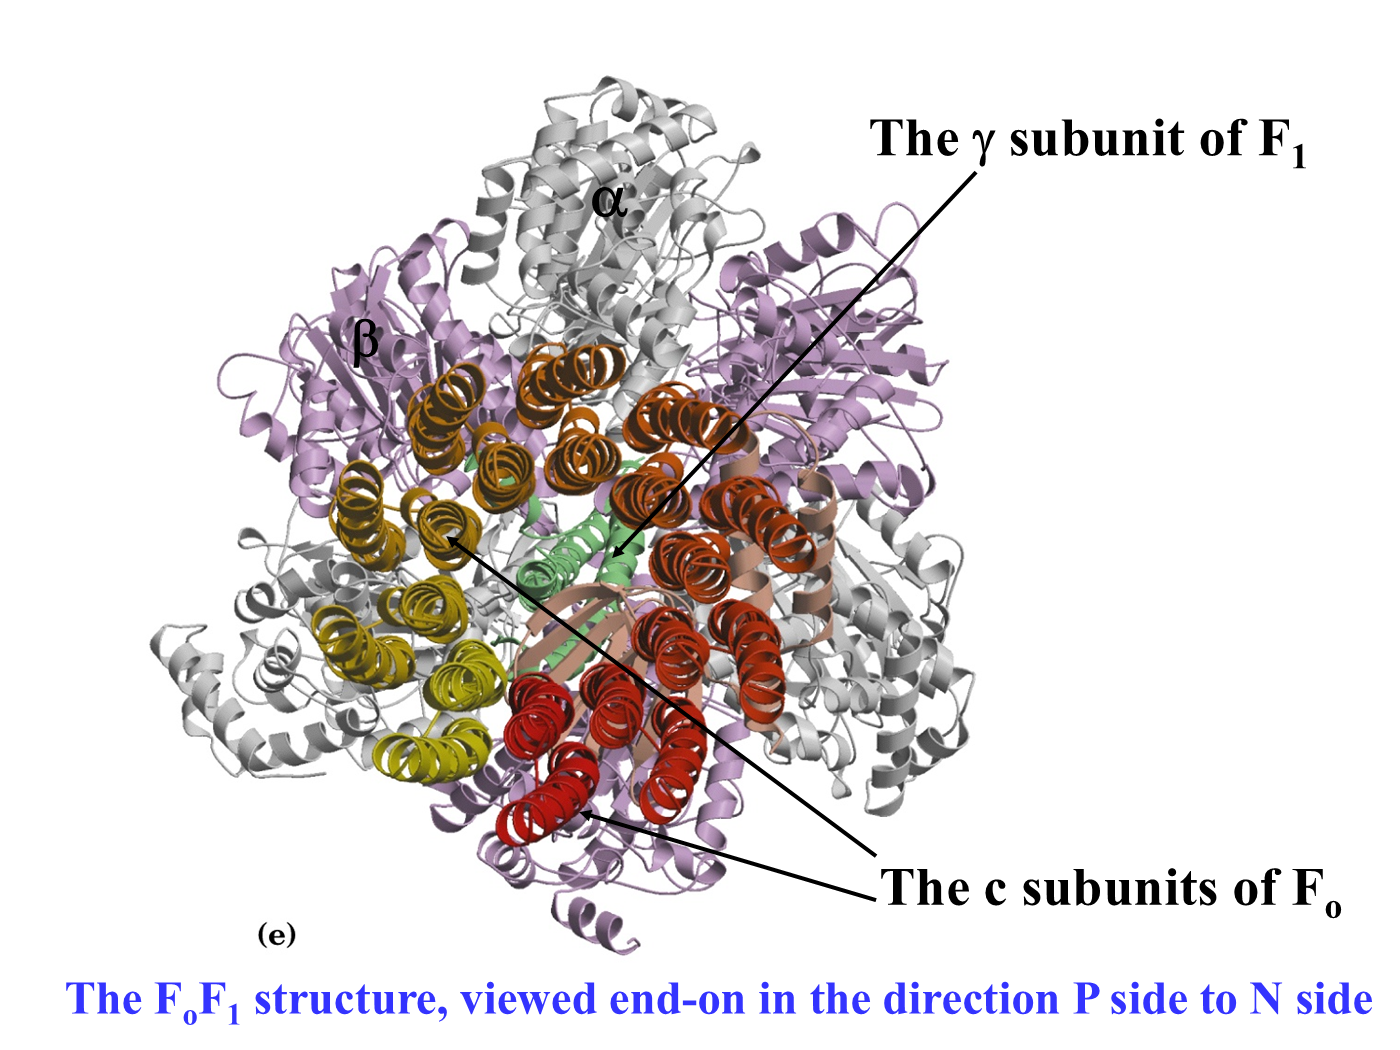 The γ subunit of F₁
α
β
The c subunits of Fₒ
(e)
The FₒF₁ structure, viewed end-on in the direction P side to N side